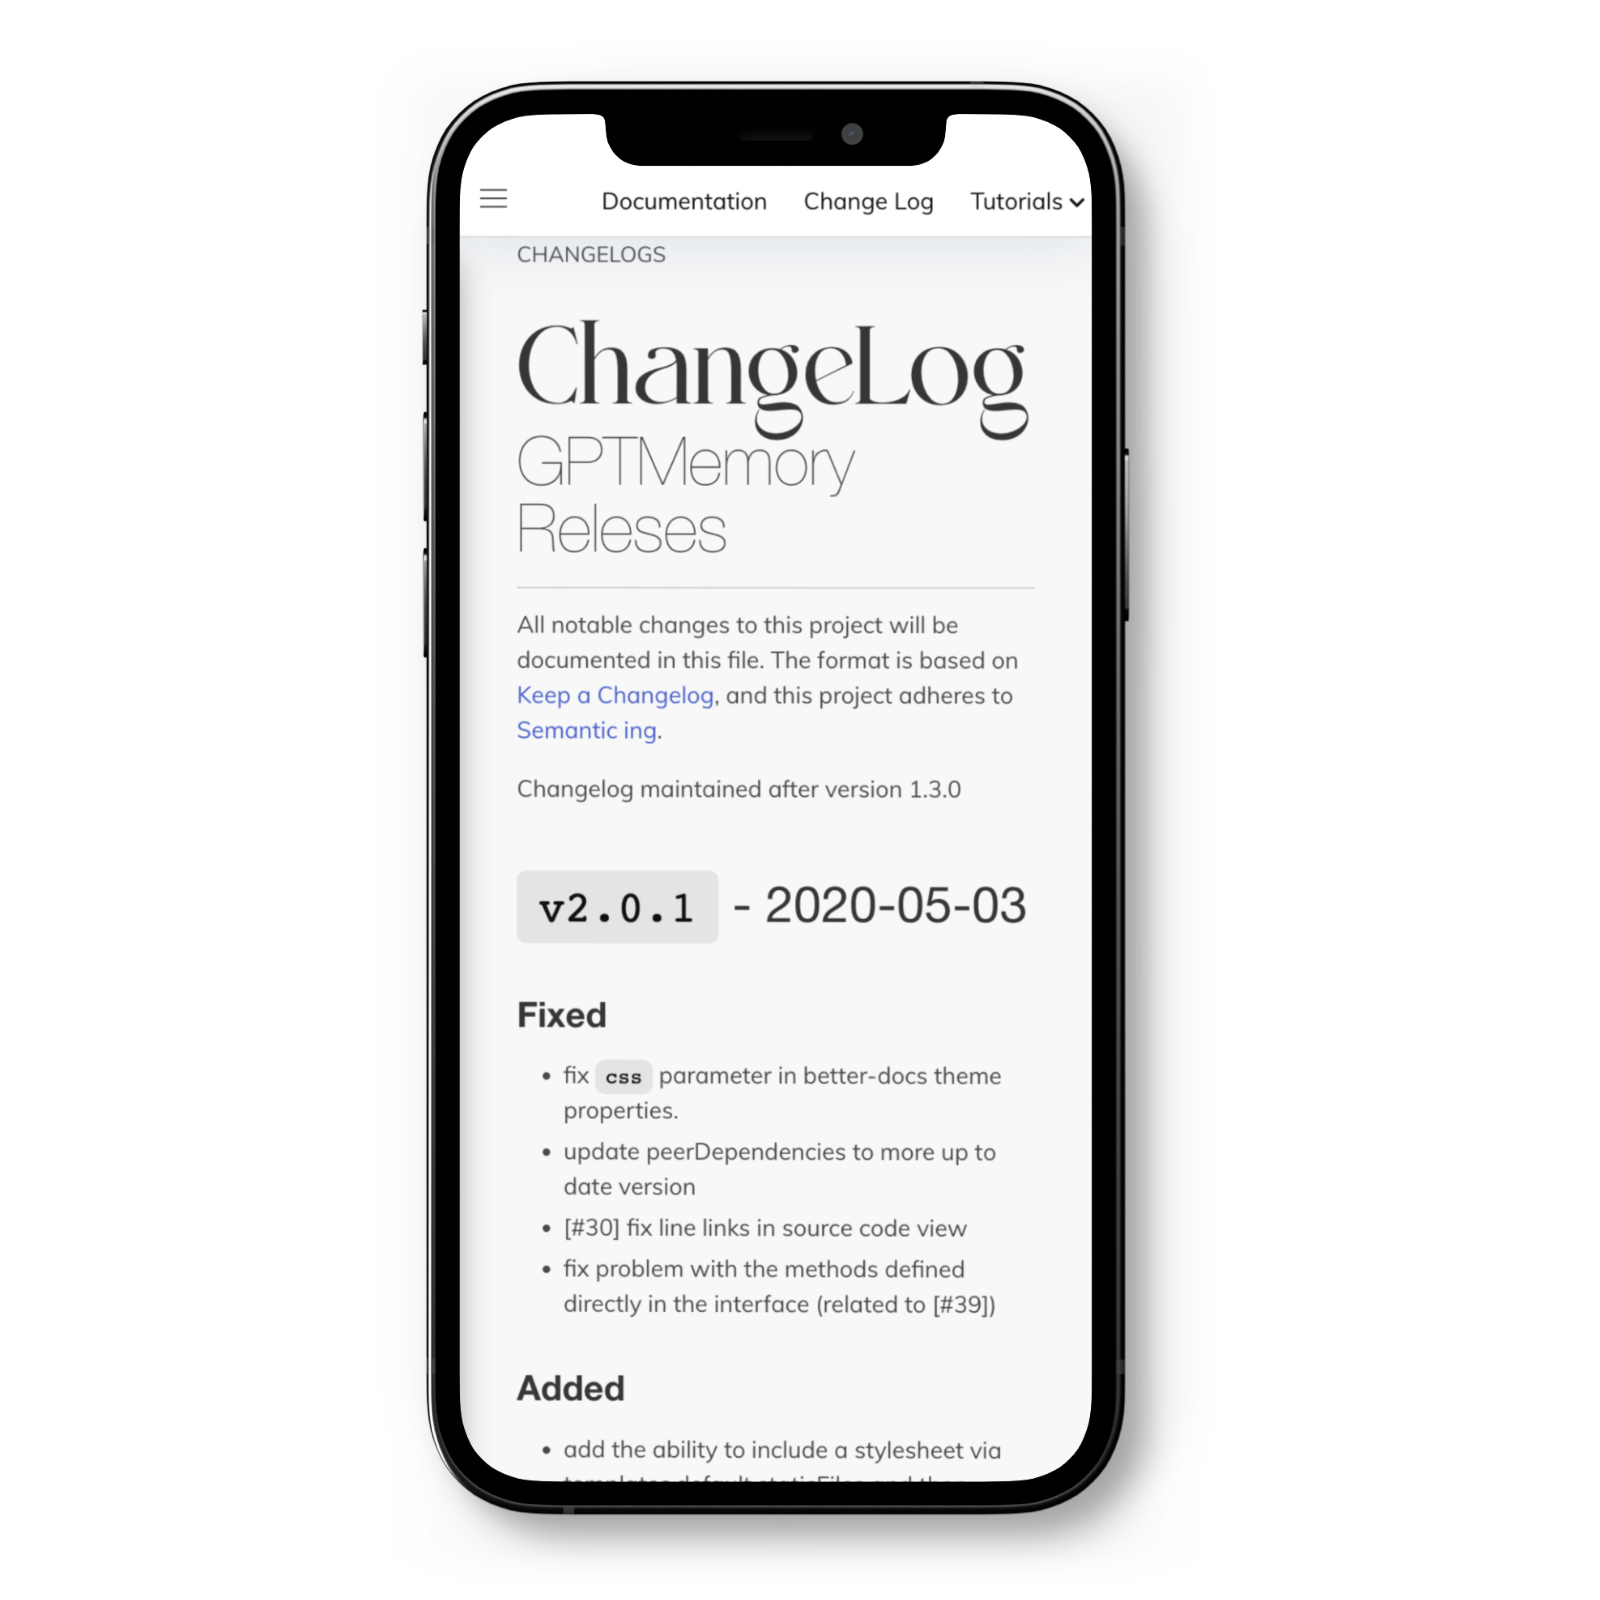 Documentation Change Log Tutorials
CHANGELOGS
ChangeLog
GPTMemory
Releses
All notable changes to this project will be
documented in this file. The format is based on
Keep a Changelog, and this project adheres to
Semantic ing.
Changelog maintained after version 1.3.0
v2.0.1 - 2020-05-03
Fixed
• fix css parameter in better-docs theme
properties.
• update peerDependencies to more up to
date version
• [#30] fix line links in source code view
• fix problem with the methods defined
directly in the interface (related to [#39])
Added
• add the ability to include a stylesheet via